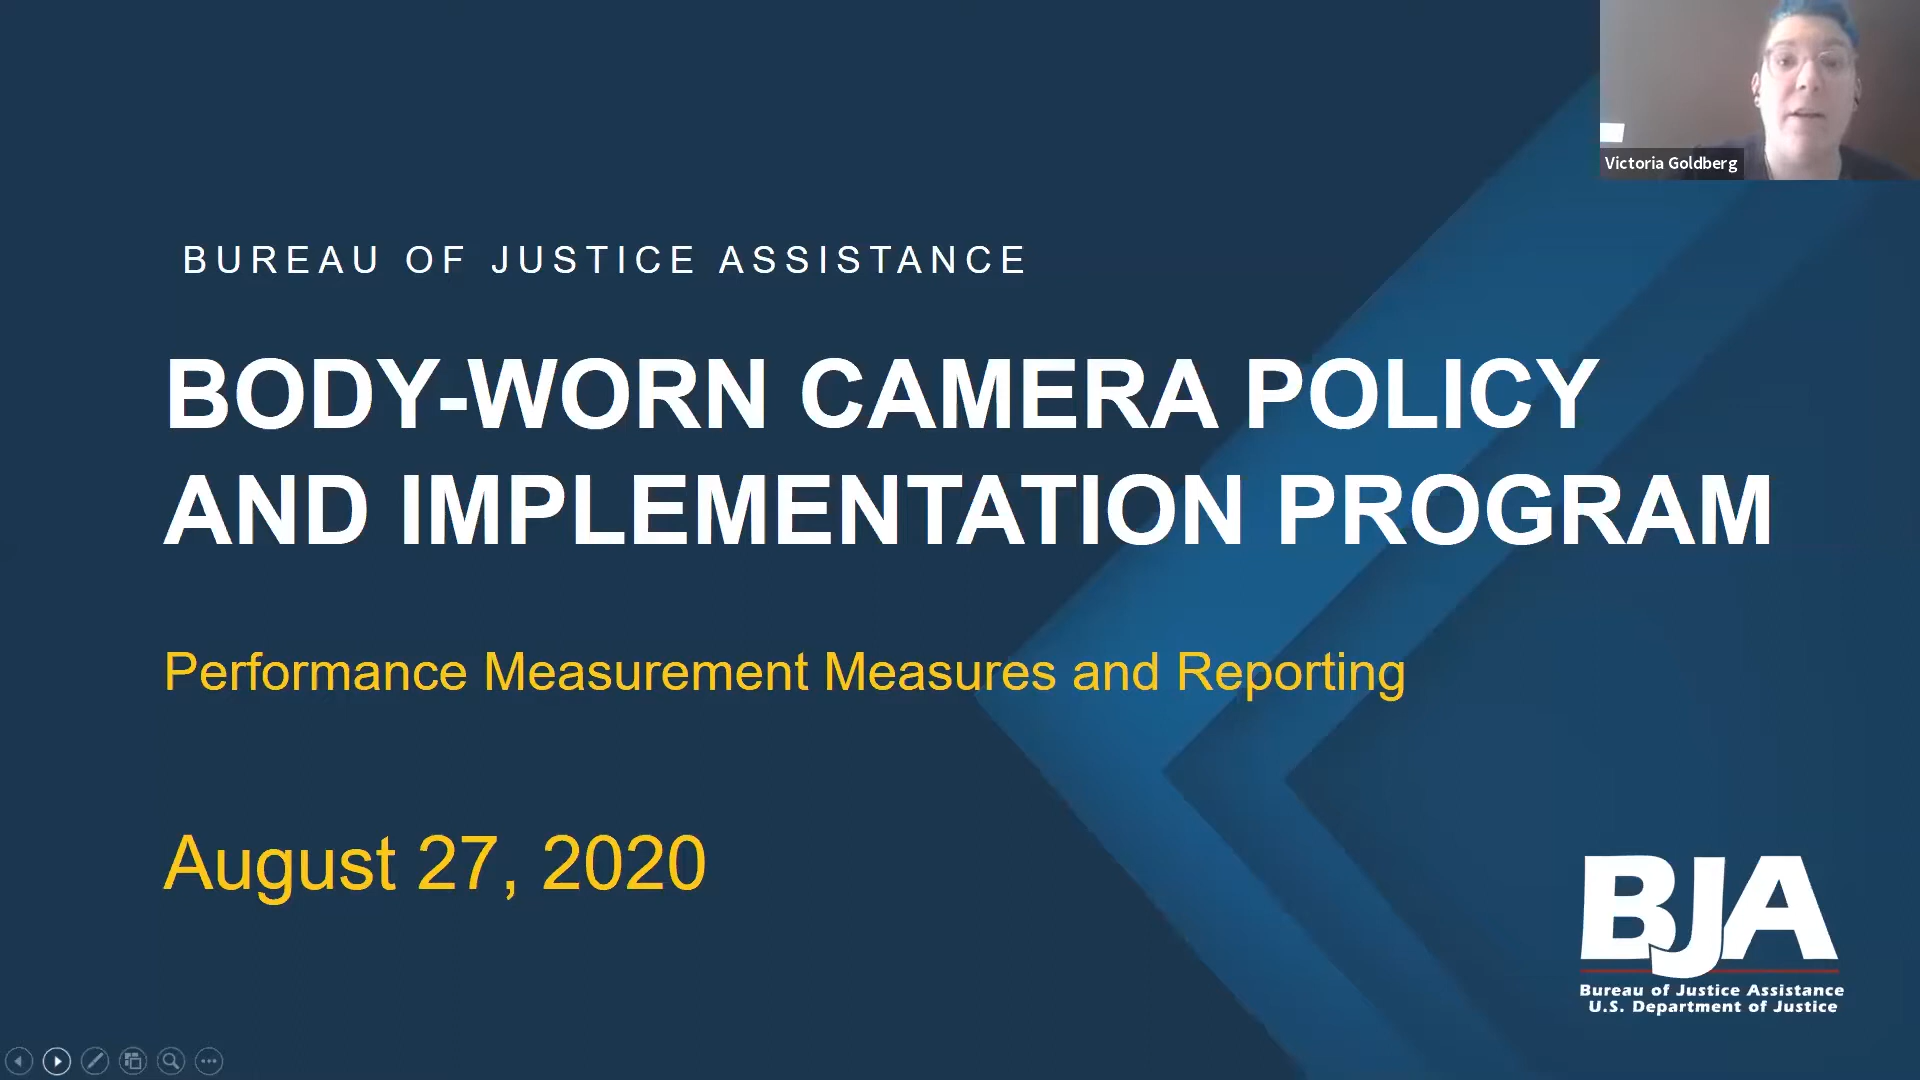 Victoria Goldberg
BUREAU OF JUSTICE ASSISTANCE
BODY-WORN CAMERA POLICY
AND IMPLEMENTATION PROGRAM
Performance Measurement Measures and Reporting
August 27, 2020
BJA
Bureau of Justice Assistance
U.S. Department of Justice